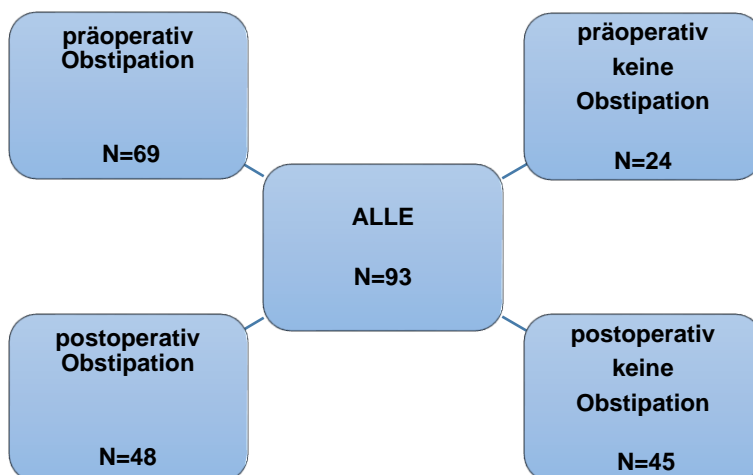 präoperativ
Obstipation
N=69
präoperativ
keine
Obstipation
N=24
ALLE
N=93
postoperativ
Obstipation
N=48
postoperativ
keine
Obstipation
N=45